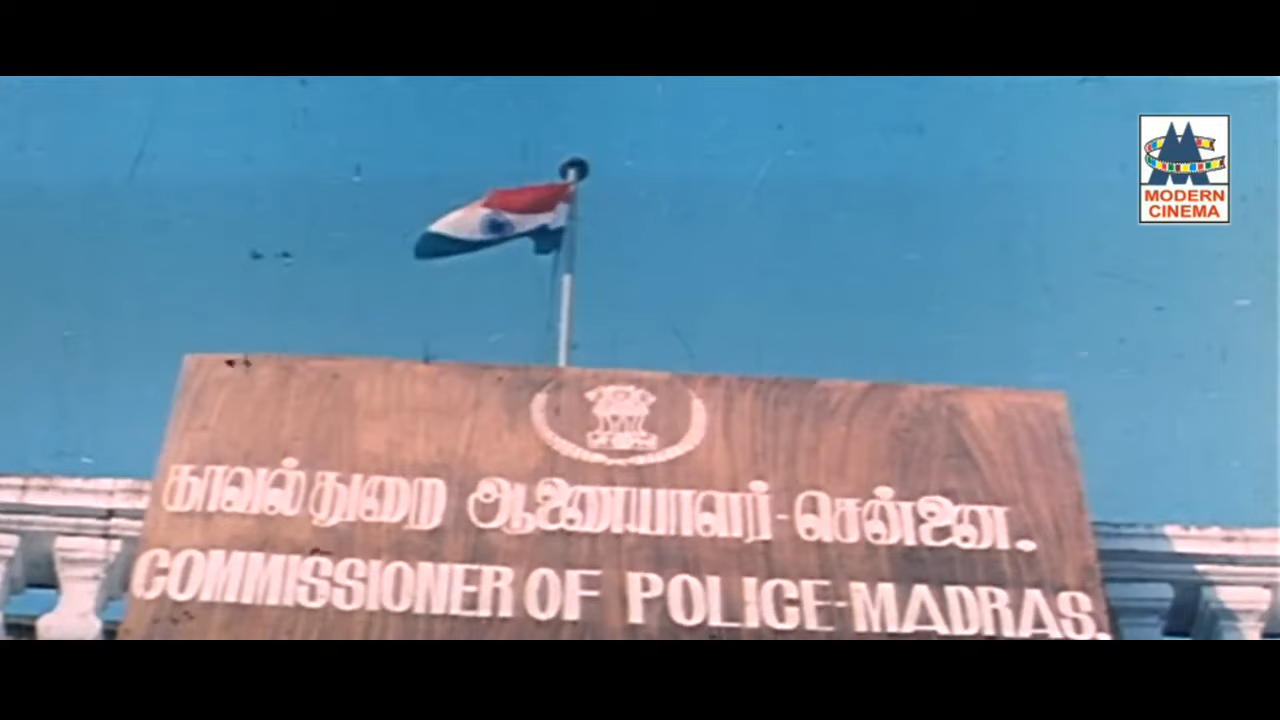 MODERN
CINEMA
காவல்துறை ஆணையாளர்-சென்னை.
COMMISSIONER OF POLICE-MADRAS.